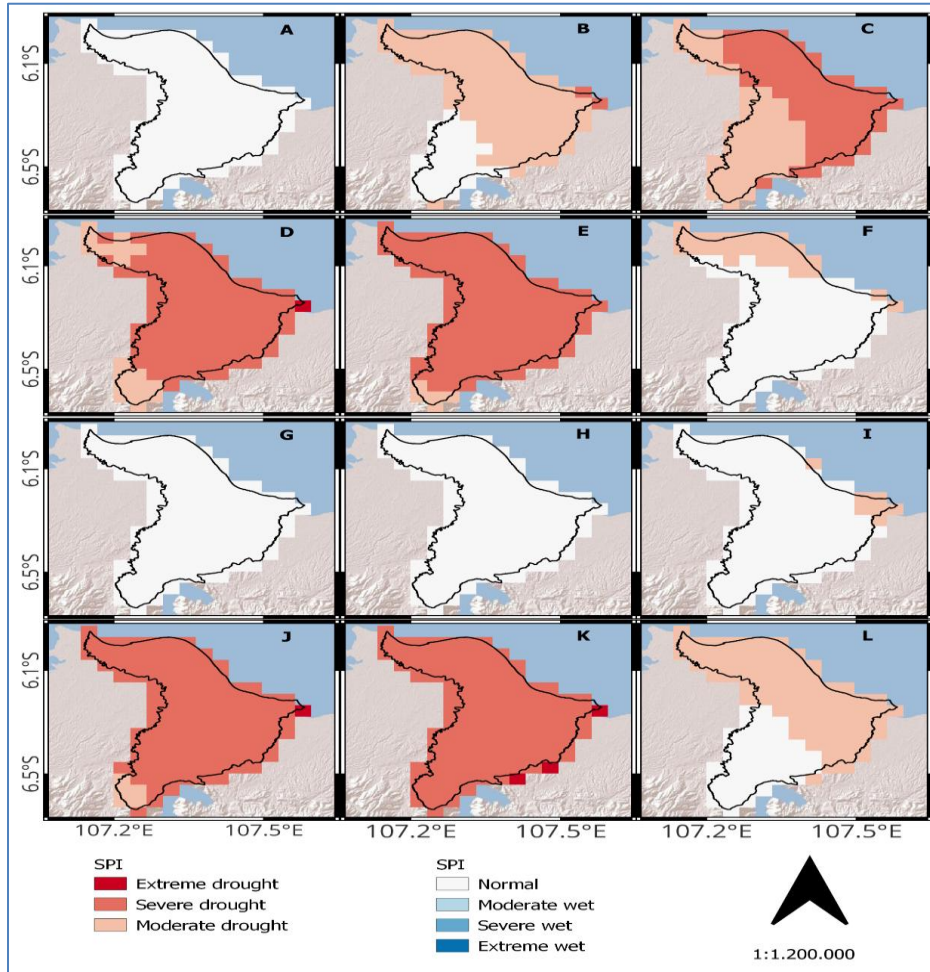 A B C
6.1°S
6.5°S
D E F
6.1°S
6.5°S
G H I
6.1°S
6.5°S
J K L
6.1°S
6.5°S
107.2°E 107.5°E 107.2°E 107.5°E 107.2°E 107.5°E
SPI
Extreme drought
Severe drought
Moderate drought
SPI
Normal
Moderate wet
Severe wet
Extreme wet
1:1.200.000